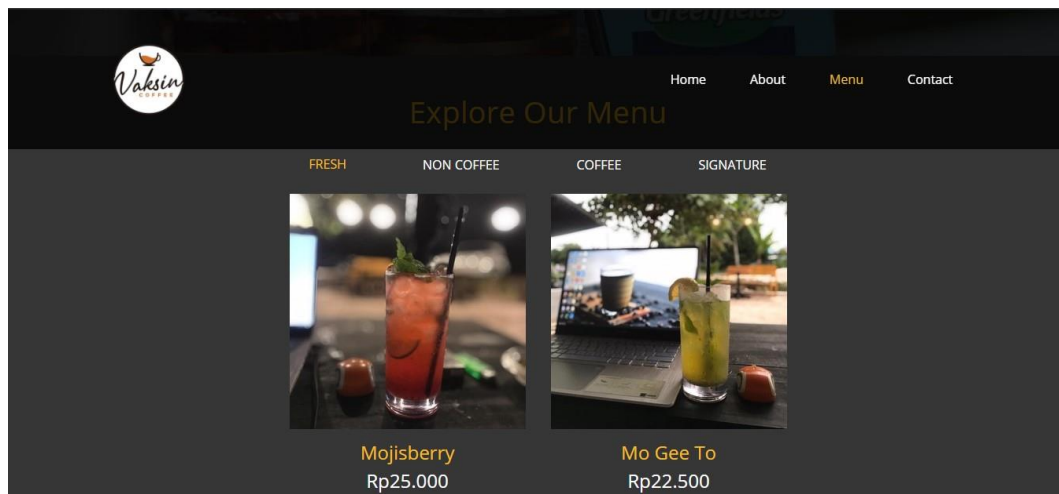 Greenfields
Vaksin
COFFEE
Home About Menu Contact
Explore Our Menu
FRESH NON COFFEE COFFEE SIGNATURE
Mojisberry Mo Gee To
Rp25.000 Rp22.500